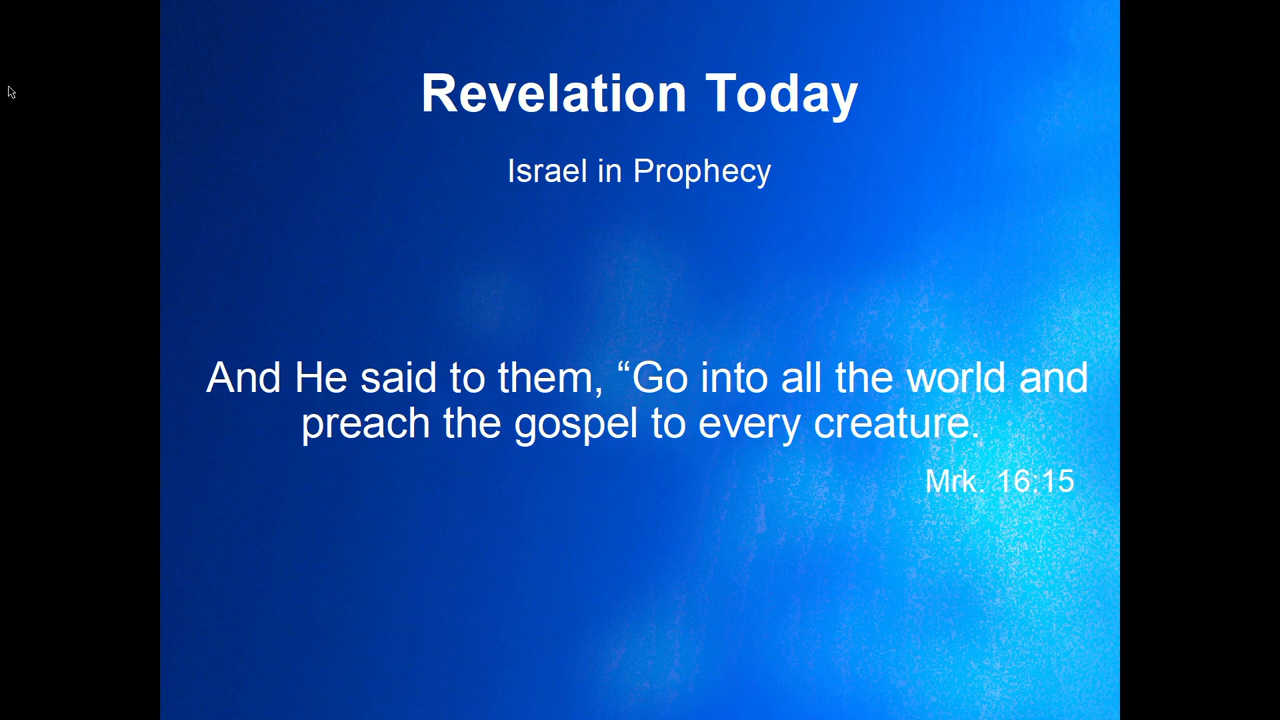 Revelation Today
Israel in Prophecy
And He said to them, “Go into all the world and
preach the gospel to every creature.
Mrk. 16:15